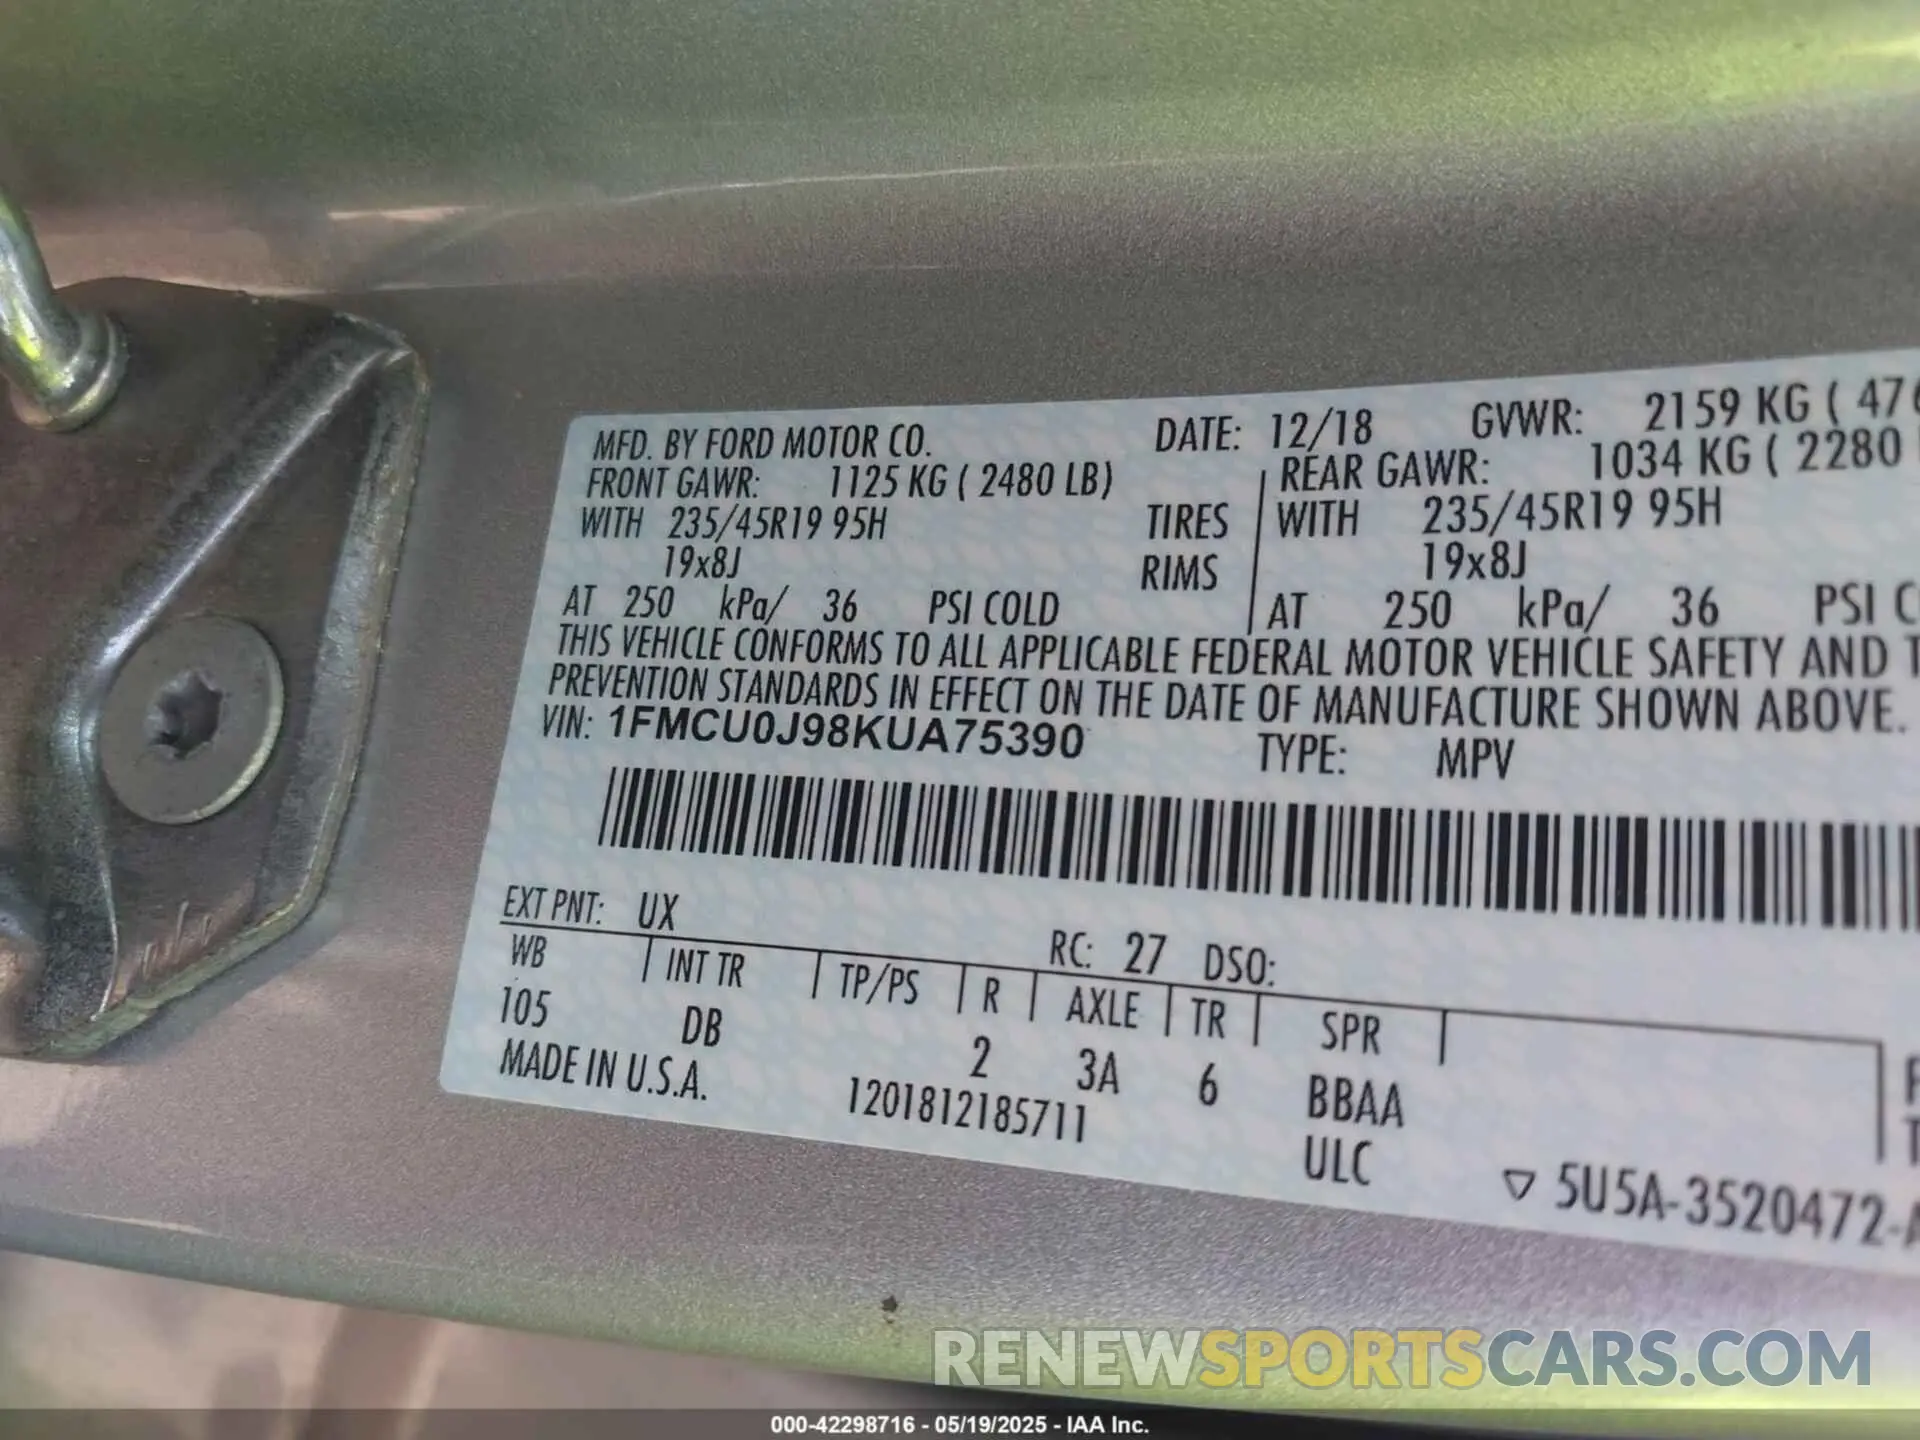 MFD. BY FORD MOTOR CO. DATE: 12/18 GVWR: 2159 KG ( 476
FRONT GAWR: 1125 KG ( 2480 LB) REAR GAWR: 1034 KG ( 2280
WITH 235/45R19 95H TIRES WITH 235/45R19 95H
19x8J RIMS 19x8J
AT 250 kPa/ 36 PSI COLD AT 250 kPa/ 36 PSI C
THIS VEHICLE CONFORMS TO ALL APPLICABLE FEDERAL MOTOR VEHICLE SAFETY AND T
PREVENTION STANDARDS IN EFFECT ON THE DATE OF MANUFACTURE SHOWN ABOVE.
VIN: 1FMCU0J98KUA75390 TYPE: MPV
EXT PNT: UX RC: 27 DSO:
WB INT TR TP/PS R AXLE TR SPR
105 DB 2 3A 6 BBAA
MADE IN U.S.A. 1201812185711 ULC
▽ 5U5A-3520472-A
RENEWSPORTSCARS.COM
000-42298716 - 05/19/2025 - IAA Inc.